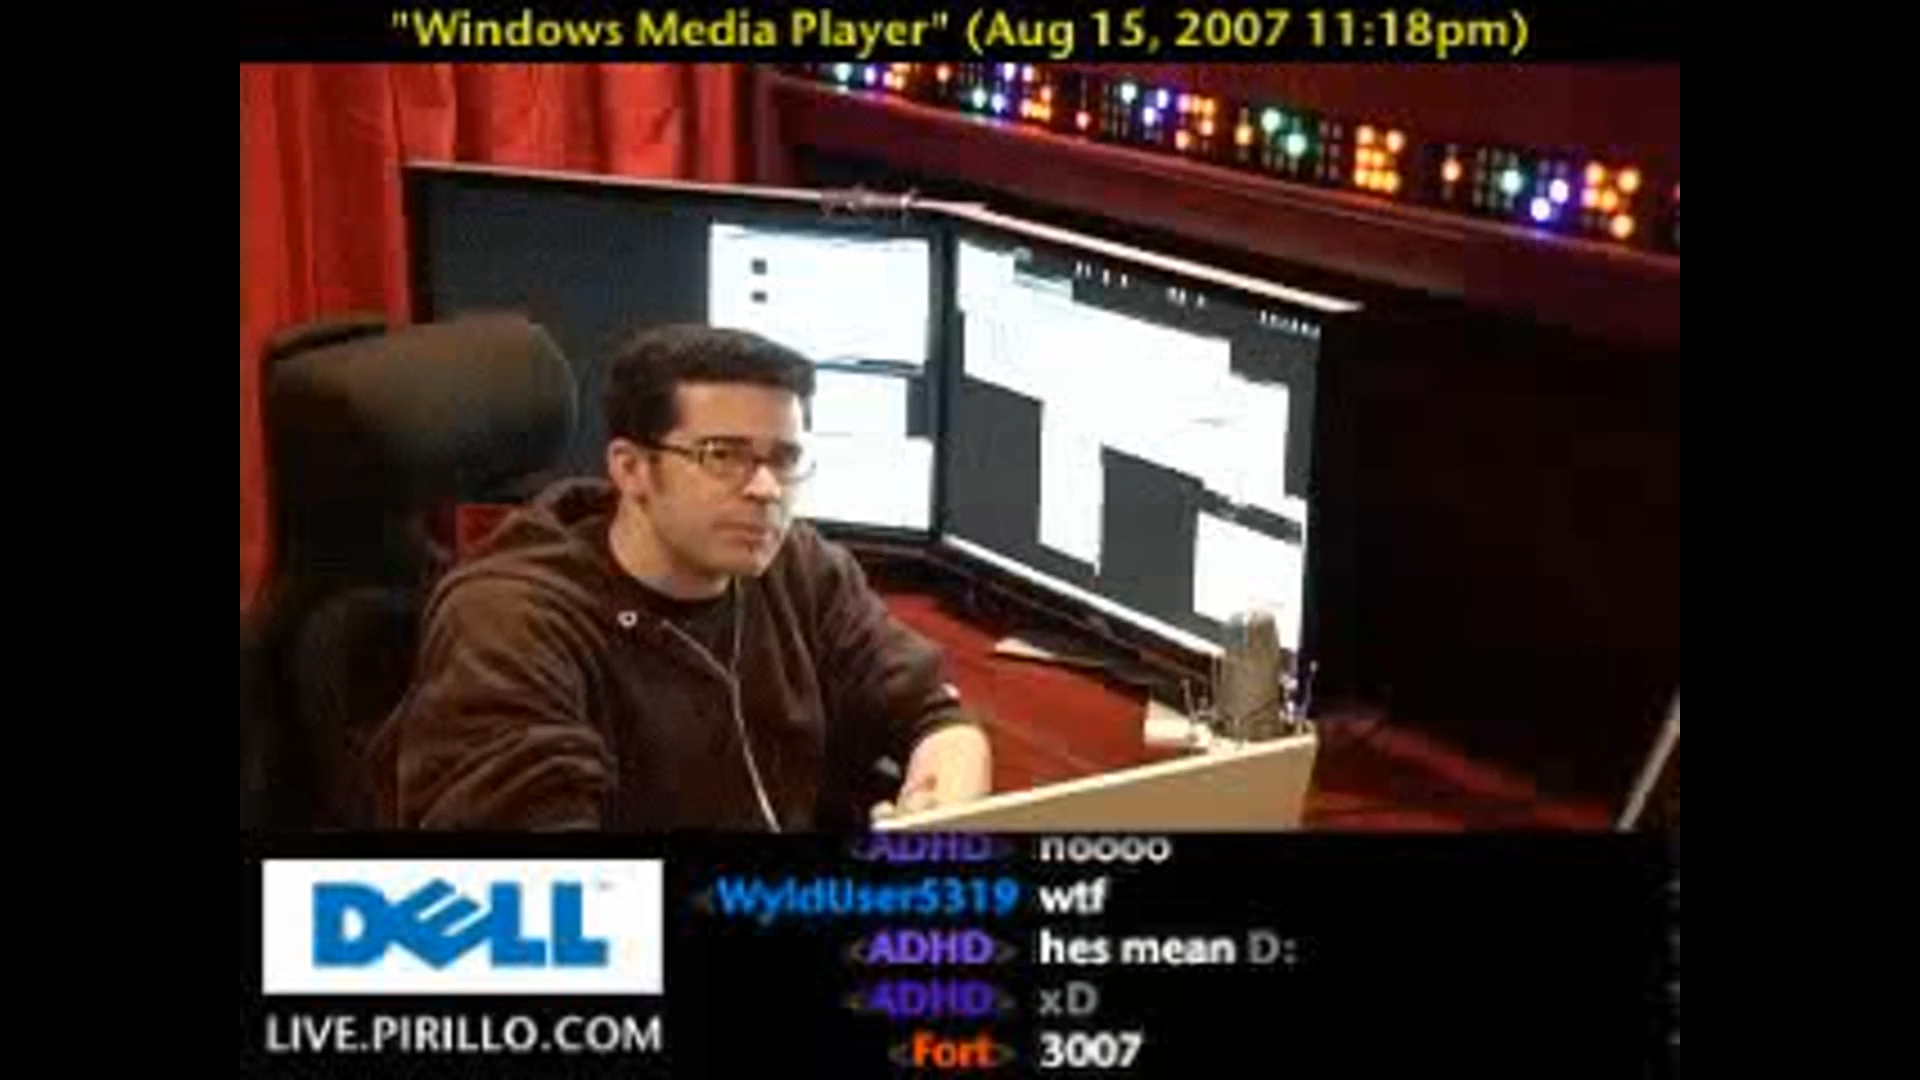 "Windows Media Player" (Aug 15, 2007 11:18pm)
<ADHD> noooo
<WyldUser5319 wtf
<ADHD> hes mean D:
<ADHD> xD
<Fort> 3007
DELL
LIVE.PIRILLO.COM